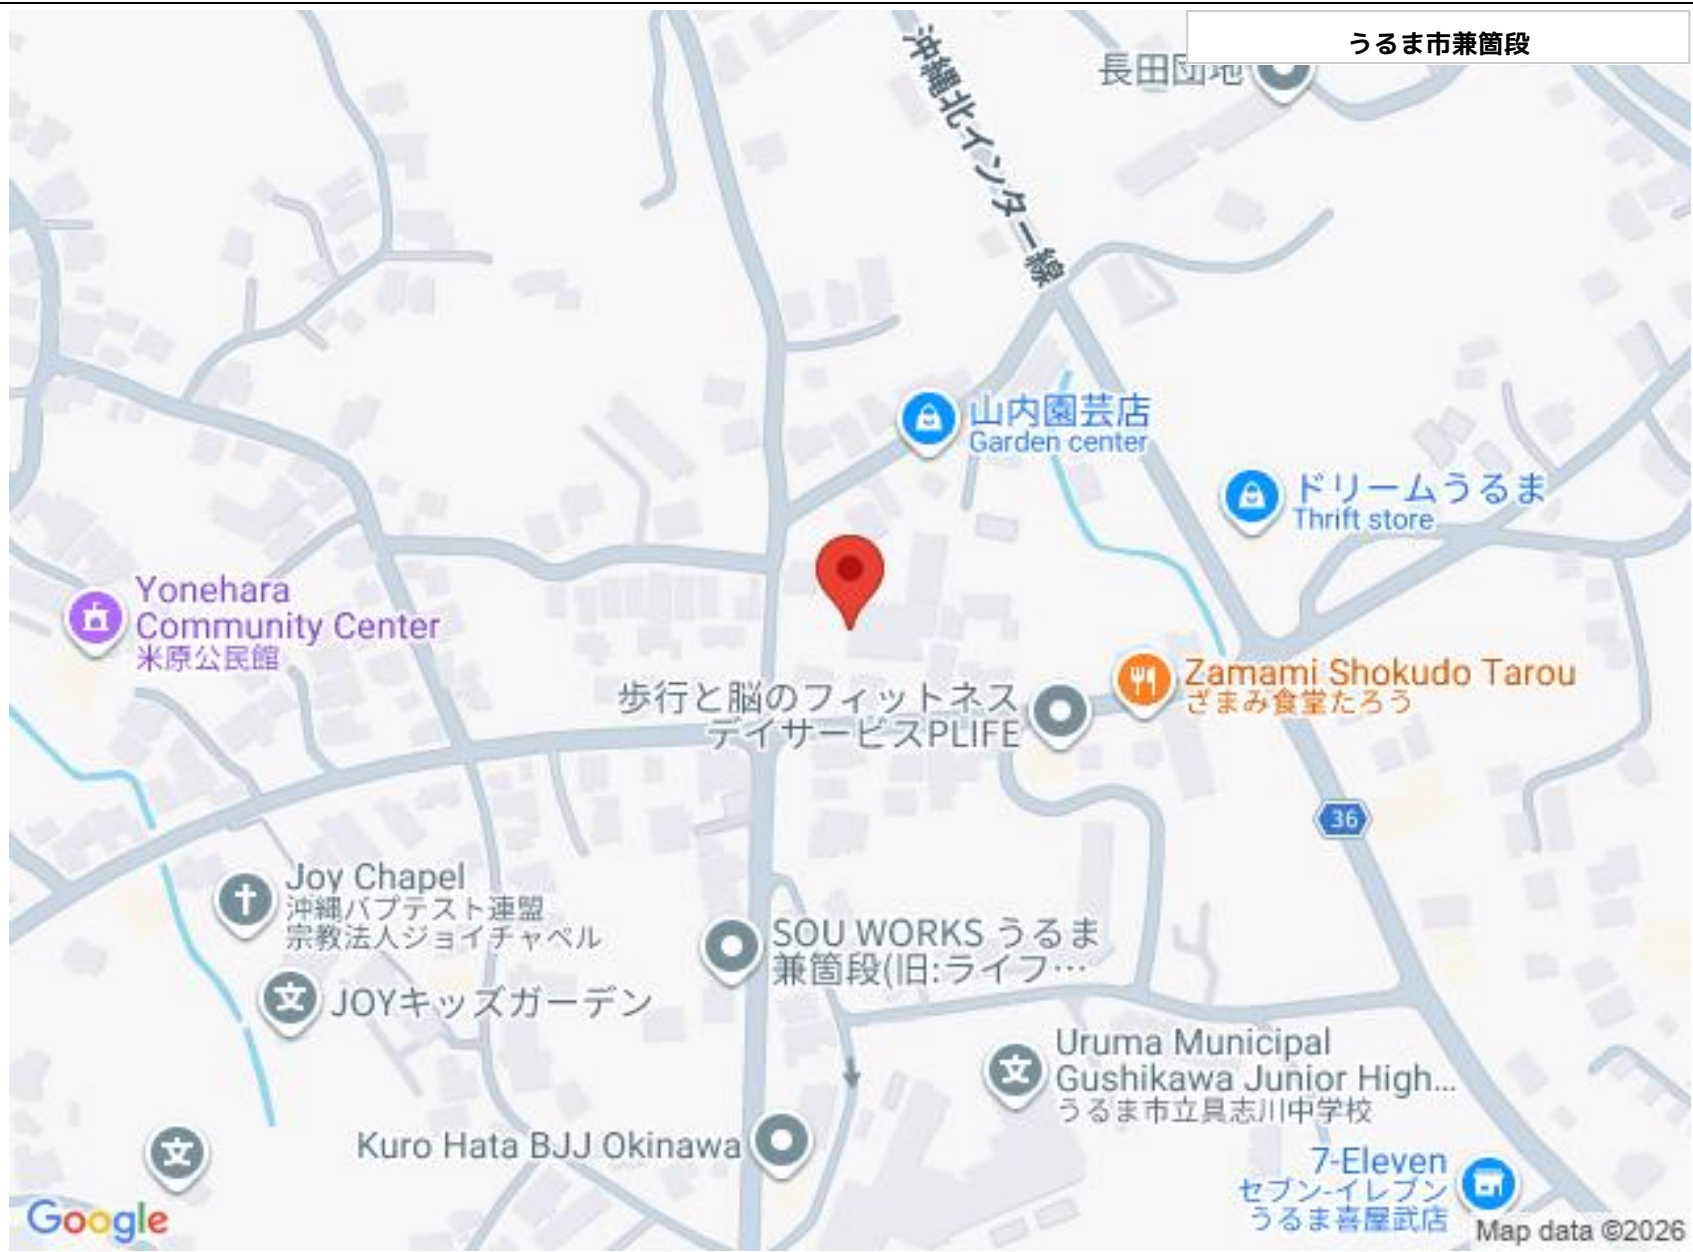 うるま市兼箇段
長田団地
沖縄北インター線
山内園芸店
Garden center
ドリームうるま
Thrift store
Yonehara
Community Center
米原公民館
Zamami Shokudo Tarou
ざまみ食堂たろう
歩行と脳のフィットネス
デイサービスPLIFE
36
Joy Chapel
沖縄バプテスト連盟
宗教法人ジョイチャペル
SOU WORKS うるま
兼箇段(旧:ライフ…
JOYキッズガーデン
Uruma Municipal
Gushikawa Junior High...
うるま市立具志川中学校
Kuro Hata BJJ Okinawa
7-Eleven
セブン-イレブン
うるま喜屋武店
Google
Map data ©2026